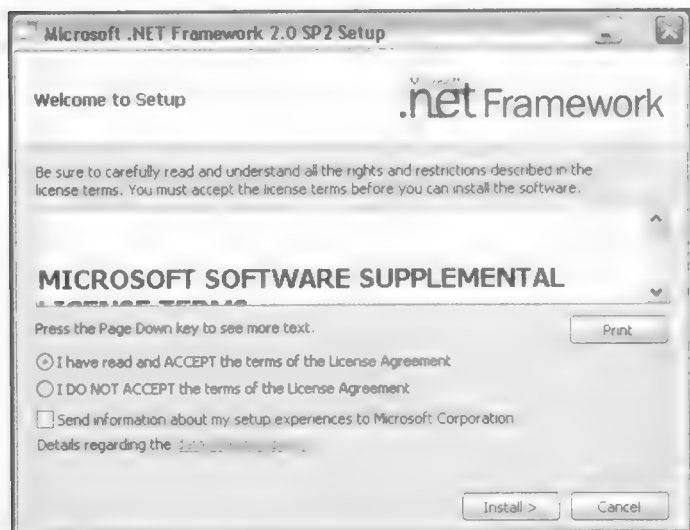 Microsoft .NET Framework 2.0 SP2 Setup
Welcome to Setup
.net Framework
Be sure to carefully read and understand all the rights and restrictions described in the
license terms. You must accept the license terms before you can install the software.
MICROSOFT SOFTWARE SUPPLEMENTAL
LICENSE TERMS
Press the Page Down key to see more text.
Print
I have read and ACCEPT the terms of the License Agreement
I DO NOT ACCEPT the terms of the License Agreement
Send information about my setup experiences to Microsoft Corporation
Details regarding the
Install >
Cancel